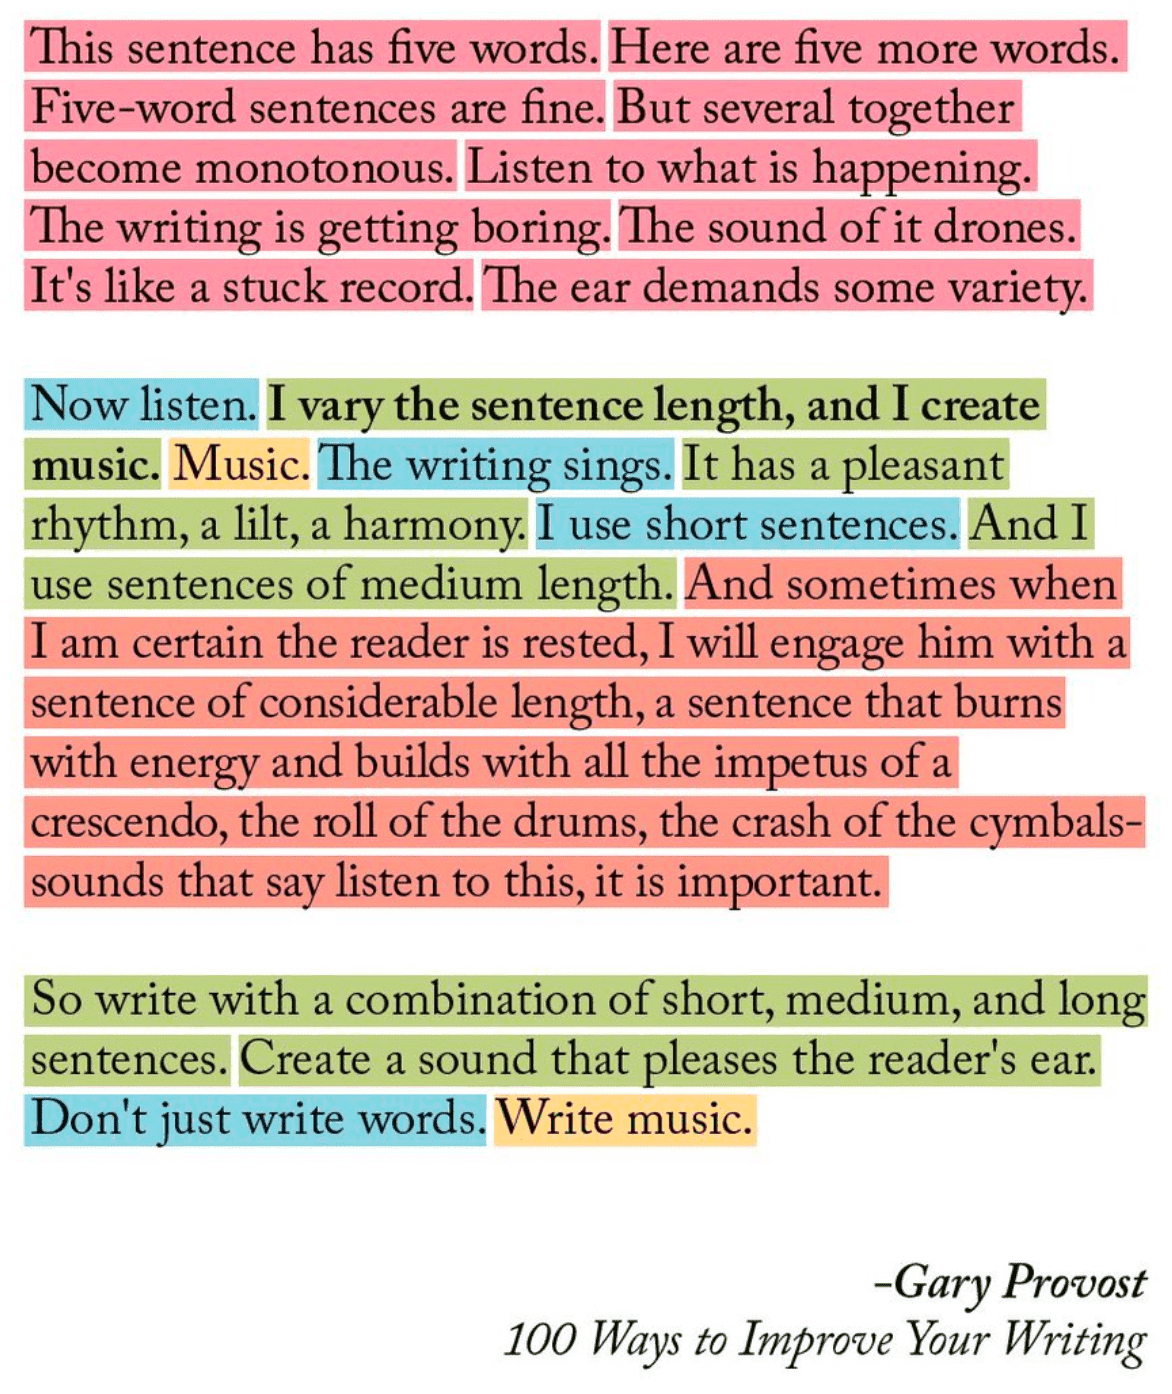 This sentence has five words. Here are five more words.
Five-word sentences are fine. But several together
become monotonous. Listen to what is happening.
The writing is getting boring. The sound of it drones.
It's like a stuck record. The ear demands some variety.
Now listen. I vary the sentence length, and I create
music. Music. The writing sings. It has a pleasant
rhythm, a lilt, a harmony. I use short sentences. And I
use sentences of medium length. And sometimes when
I am certain the reader is rested, I will engage him with a
sentence of considerable length, a sentence that burns
with energy and builds with all the impetus of a
crescendo, the roll of the drums, the crash of the cymbals-
sounds that say listen to this, it is important.
So write with a combination of short, medium, and long
sentences. Create a sound that pleases the reader's ear.
Don't just write words. Write music.
-Gary Provost
100 Ways to Improve Your Writing